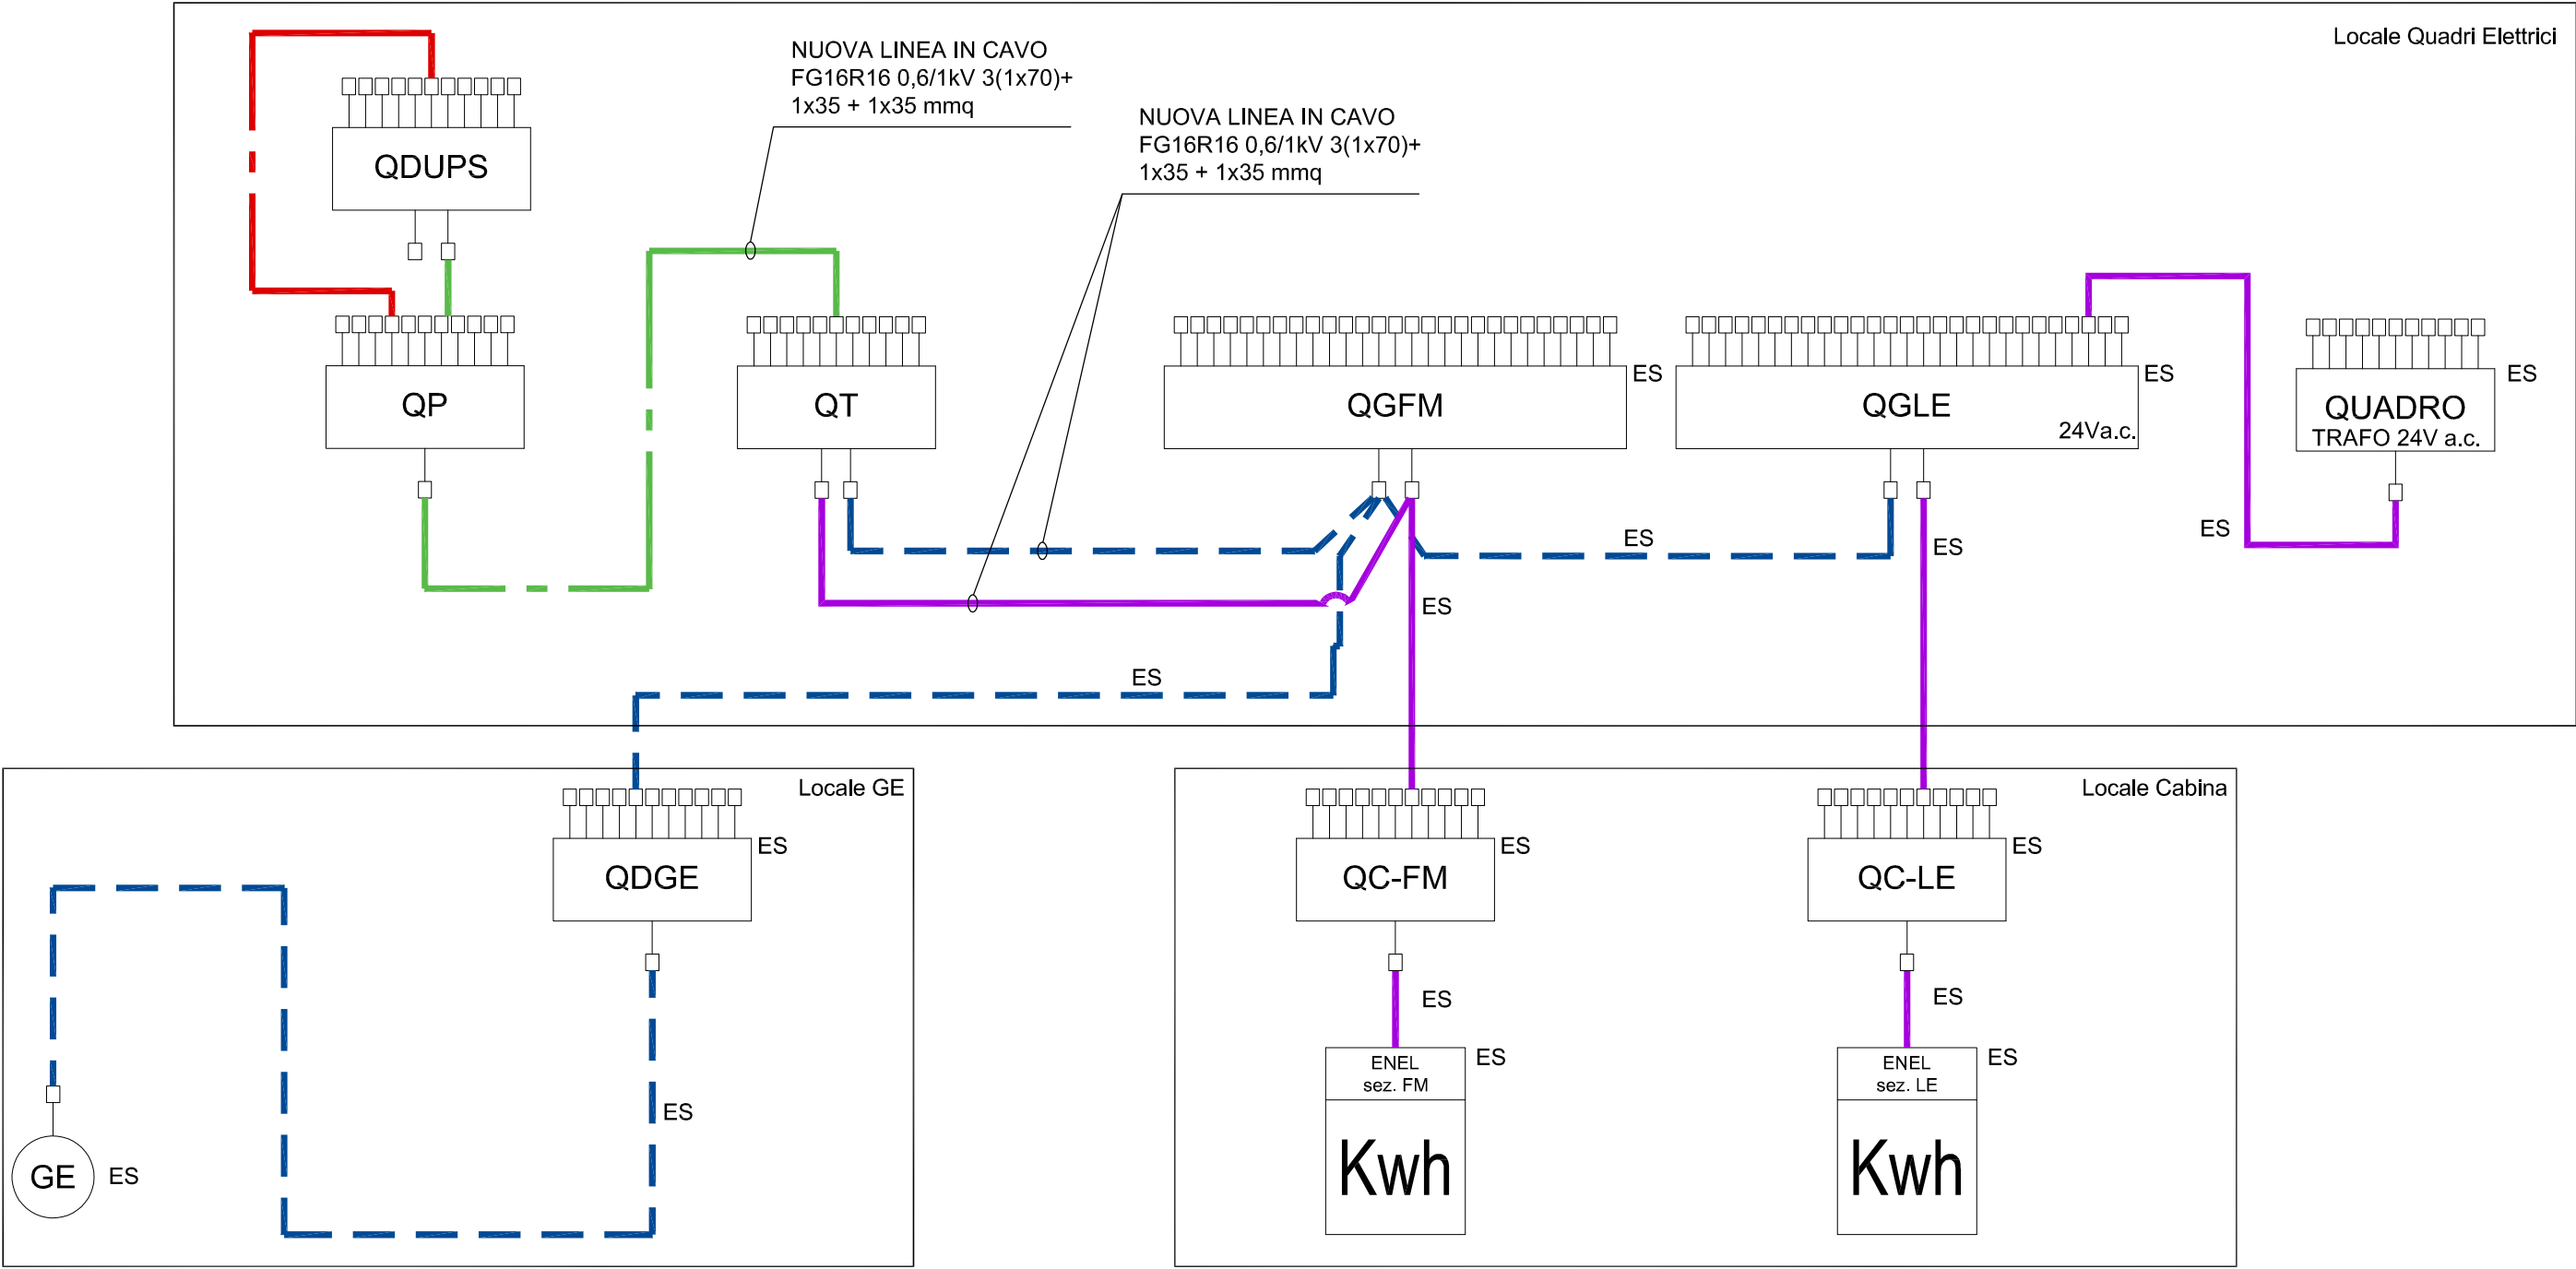 Locale Quadri Elettrici
NUOVA LINEA IN CAVO
FG16R16 0,6/1kV 3(1x70)+
1x35 + 1x35 mmq
NUOVA LINEA IN CAVO
FG16R16 0,6/1kV 3(1x70)+
1x35 + 1x35 mmq
QDUPS
QP
QT
QGFM
ES
QGLE
24Va.c.
ES
QUADRO
TRAFO 24V a.c.
ES
ES
ES
ES
ES
ES
Locale GE
QDGE
ES
ES
GE
ES
Locale Cabina
QC-FM
ES
QC-LE
ES
ES
ES
ENEL
sez. FM
ES
Kwh
ENEL
sez. LE
ES
Kwh